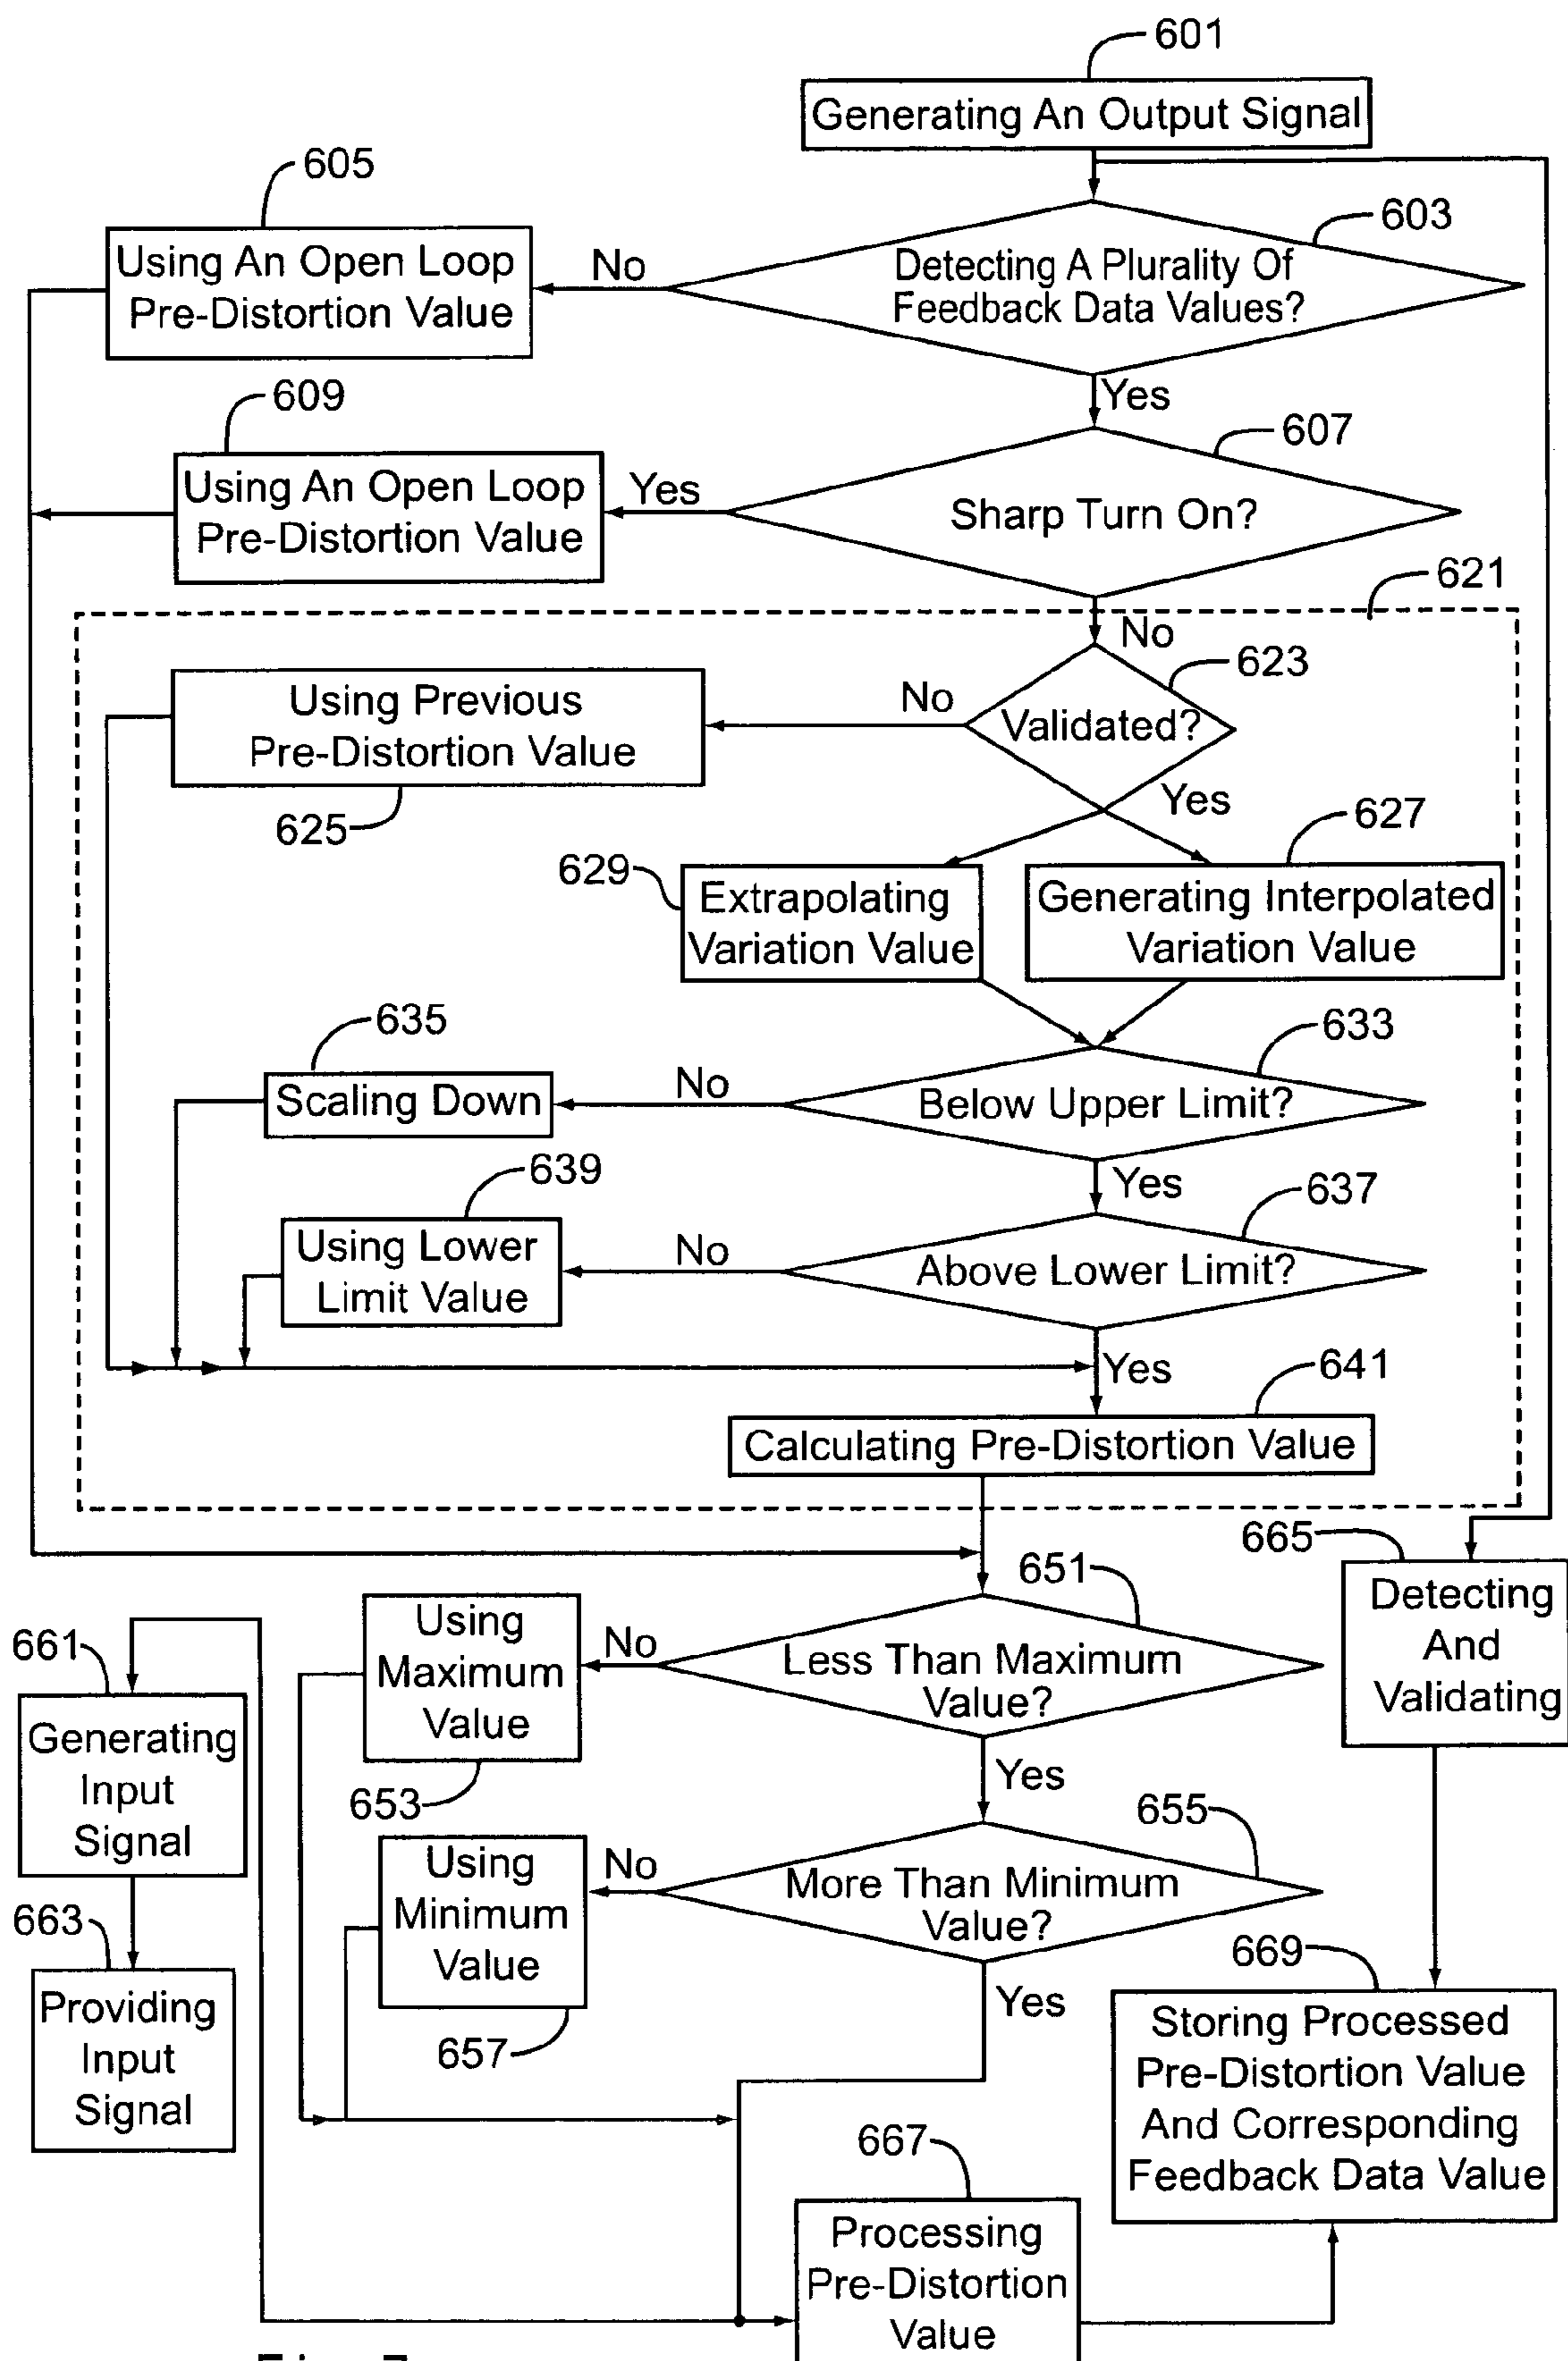 601
Generating An Output Signal
605
603
Using An Open Loop
Pre-Distortion Value
No
Detecting A Plurality Of
Feedback Data Values?
609
Yes
607
Using An Open Loop
Pre-Distortion Value
Yes
Sharp Turn On?
621
No
623
Using Previous
Pre-Distortion Value
No
Validated?
625
Yes
627
629
Extrapolating
Variation Value
Generating Interpolated
Variation Value
635
633
Scaling Down
No
Below Upper Limit?
639
Yes
637
Using Lower
Limit Value
No
Above Lower Limit?
Yes
641
Calculating Pre-Distortion Value
665
651
Detecting
And
Validating
661
Using
Maximum
Value
No
Less Than Maximum
Value?
Generating
Input
Signal
653
Yes
655
663
Using
Minimum
Value
No
More Than Minimum
Value?
669
Providing
Input
Signal
657
Yes
Storing Processed
Pre-Distortion Value
And Corresponding
Feedback Data Value
667
Processing
Pre-Distortion
Value